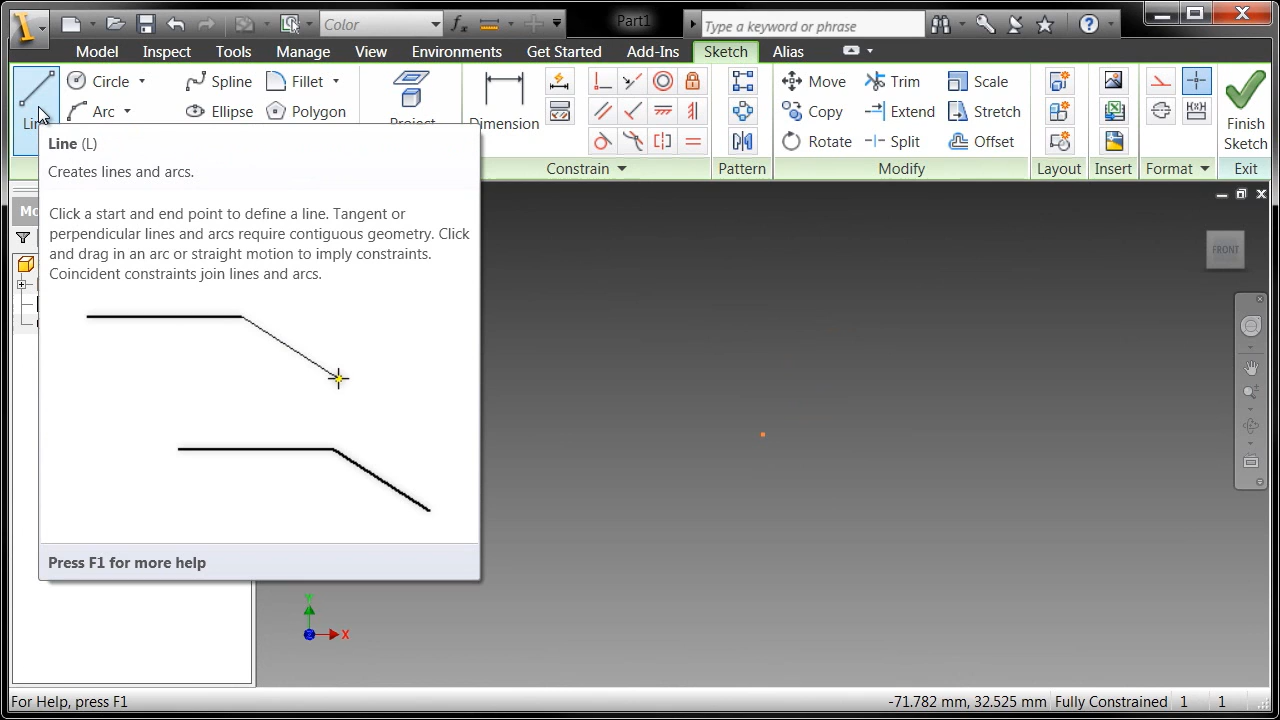 Color
Part1
Type a keyword or phrase
Model Inspect Tools Manage View Environments Get Started Add-Ins Sketch Alias
Circle Spline Fillet Move Trim Scale
Arc Ellipse Polygon Copy Extend Stretch
Dimension Finish
Rotate Split Offset Sketch
Constrain Pattern Modify Layout Insert Format Exit
Line (L)
Creates lines and arcs.
Click a start and end point to define a line. Tangent or
perpendicular lines and arcs require contiguous geometry. Click
and drag in an arc or straight motion to imply constraints.
Coincident constraints join lines and arcs.
FRONT
Press F1 for more help
Y
X
For Help, press F1 -71.782 mm, 32.525 mm Fully Constrained 1 1